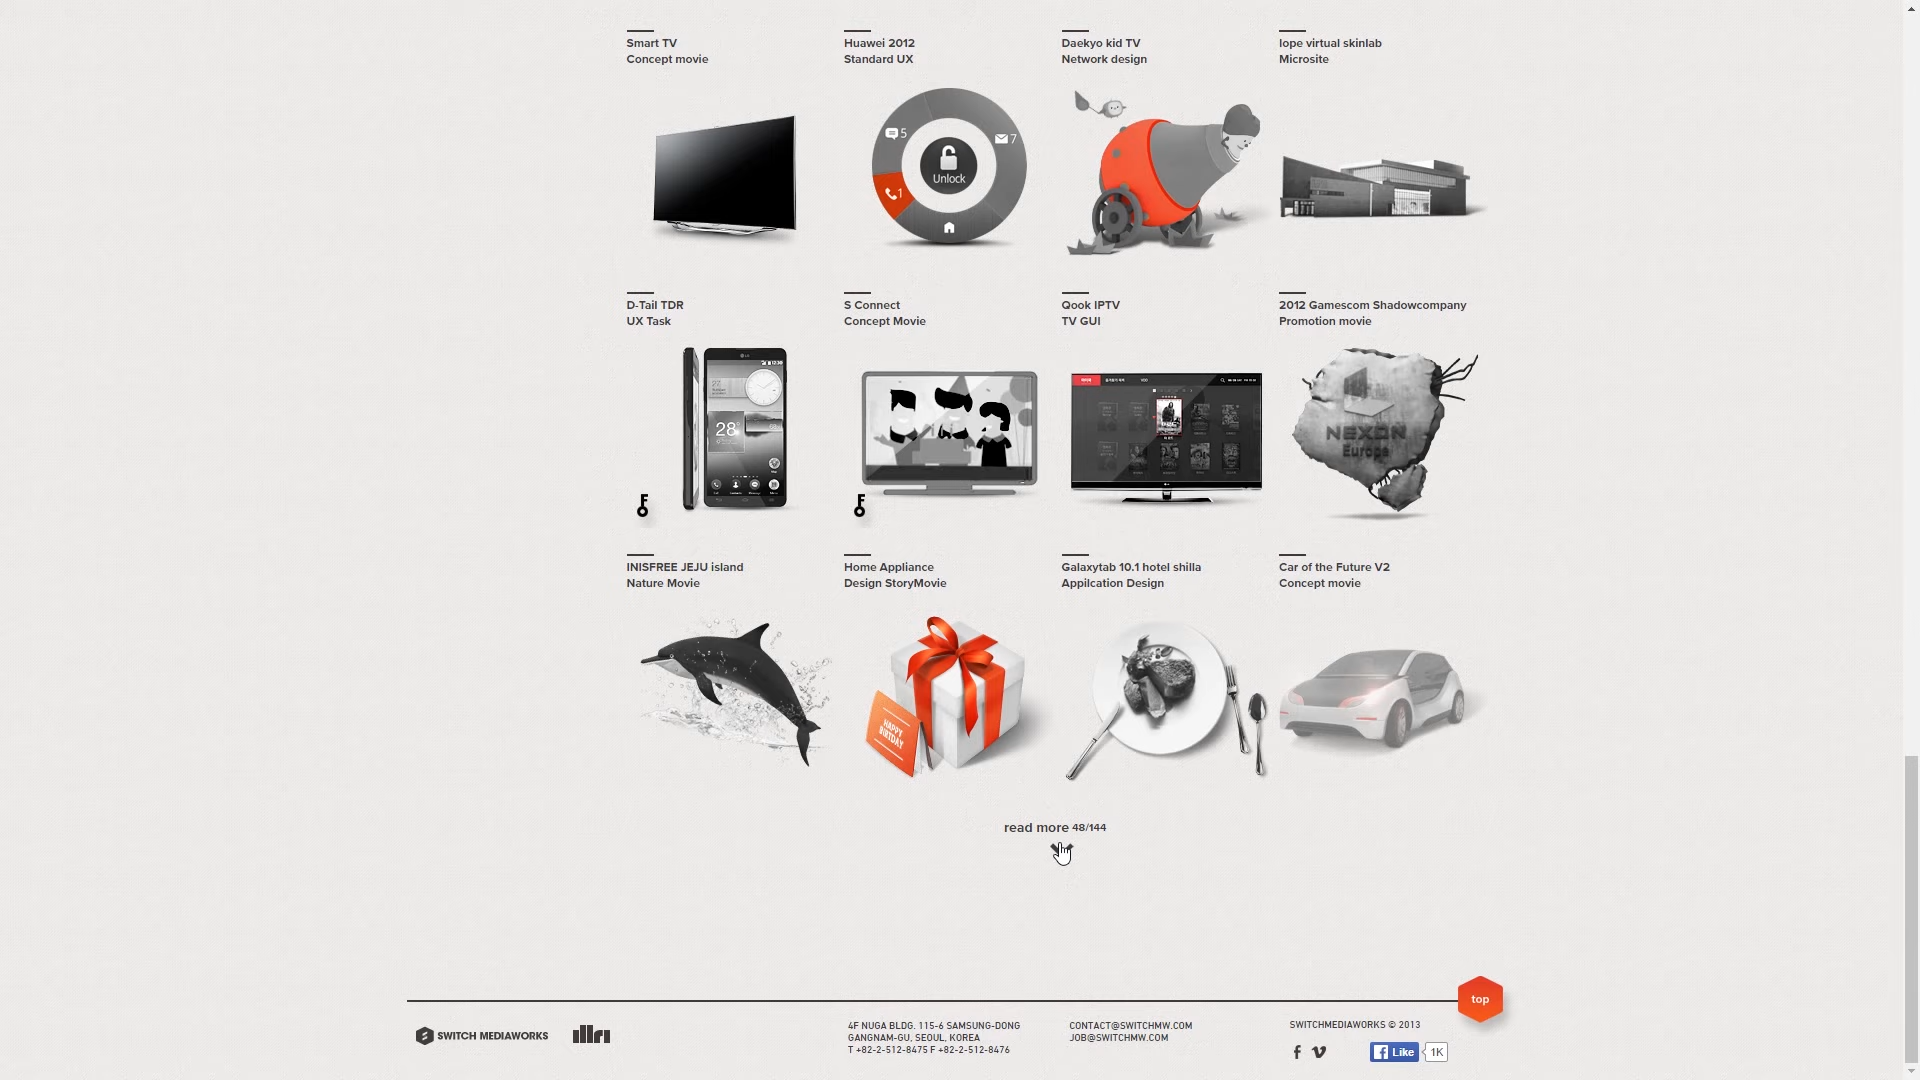 Smart TV
Concept movie
Huawei 2012
Standard UX
Daekyo kid TV
Network design
Iope virtual skinlab
Microsite
5
7
Unlock
1
D-Tail TDR
UX Task
S Connect
Concept Movie
Qook IPTV
TV GUI
2012 Gamescom Shadowcompany
Promotion movie
28°
NEXON
Europe
INISFREE JEJU island
Nature Movie
Home Appliance
Design StoryMovie
Galaxytab 10.1 hotel shilla
Appilcation Design
Car of the Future V2
Concept movie
HAPPY
BIRTDAY
read more 48/144
top
SWITCH MEDIAWORKS
4F NUGA BLDG. 115-6 SAMSUNG-DONG
GANGNAM-GU, SEOUL, KOREA
T +82-2-512-8475 F +82-2-512-8476
CONTACT@SWITCHMW.COM
JOB@SWITCHMW.COM
SWITCHMEDIAWORKS © 2013
Like
1K